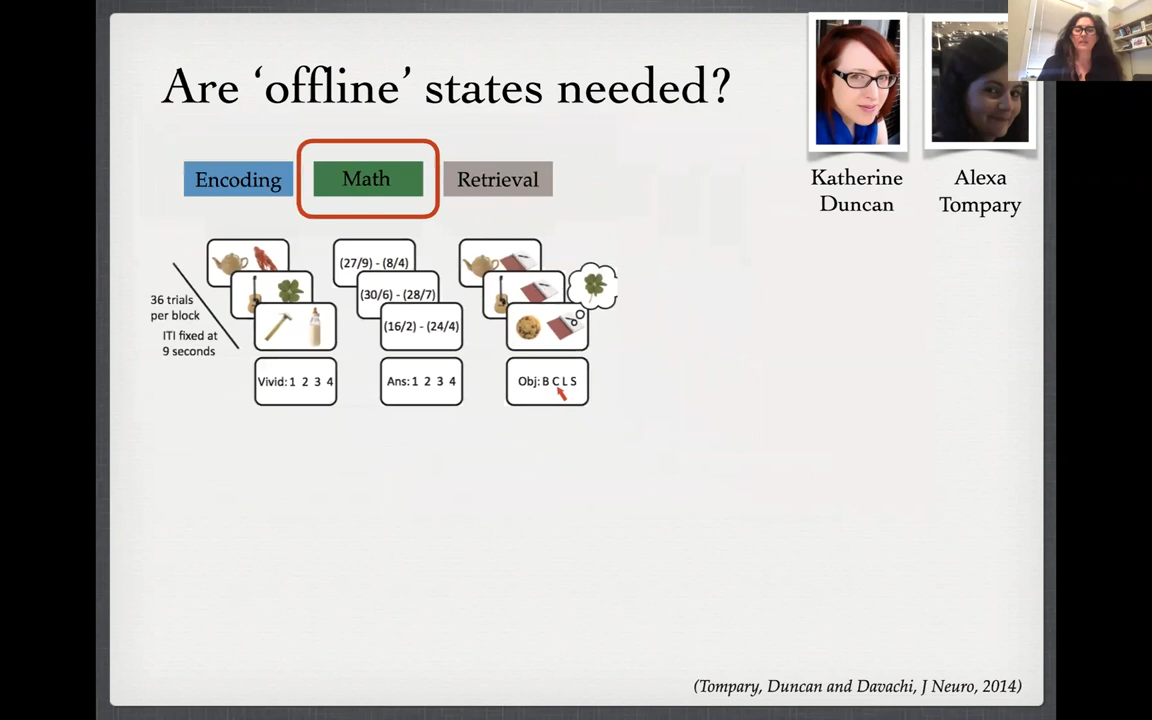 Are ‘offline’ states needed?
Katherine
Duncan
Alexa
Tompary
Encoding
Math
Retrieval
36 trials
per block
ITI fixed at
9 seconds
(27/9) - (8/4)
(30/6) - (28/7)
(16/2) - (24/4)
Vivid: 1 2 3 4
Ans: 1 2 3 4
Obj: B C L S
(Tompary, Duncan and Davachi, J Neuro, 2014)